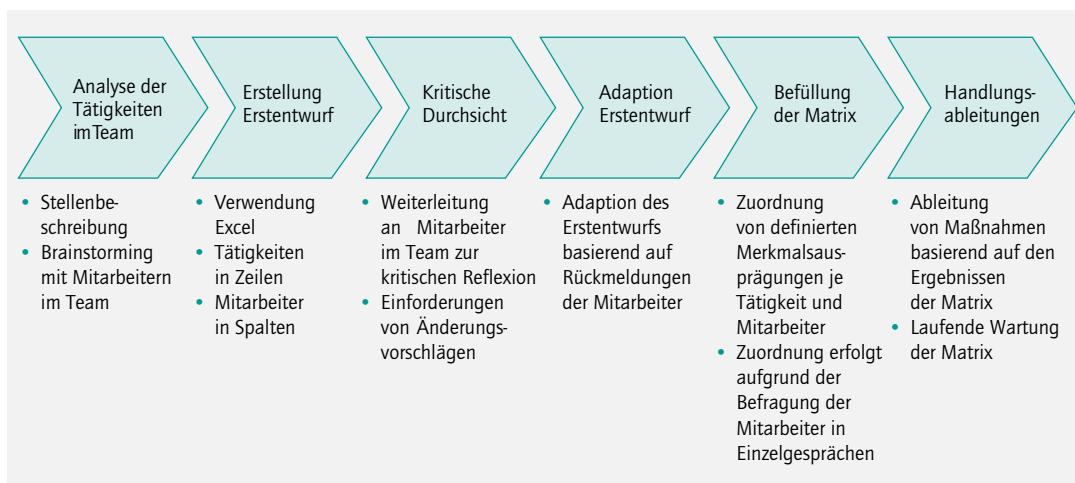 Analyse der
Tätigkeiten
imTeam
Erstellung
Erstentwurf
Kritische
Durchsicht
Adaption
Erstentwurf
Befüllung
der Matrix
Handlungs-
ableitungen
• Stellenbe-
schreibung
• Brainstorming
mit Mitarbeitern
im Team
• Verwendung
Excel
• Tätigkeiten
in Zeilen
• Mitarbeiter
in Spalten
• Weiterleitung
an Mitarbeiter
im Team zur
kritischen Reflexion
• Einforderungen
von Änderungs-
vorschlägen
• Adaption des
Erstentwurfs
basierend auf
Rückmeldungen
der Mitarbeiter
• Zuordnung
von definierten
Merkmalsaus-
prägungen je
Tätigkeit und
Mitarbeiter
• Zuordnung erfolgt
aufgrund der
Befragung der
Mitarbeiter in
Einzelgesprächen
• Ableitung
von Maßnahmen
basierend auf den
Ergebnissen
der Matrix
• Laufende Wartung
der Matrix